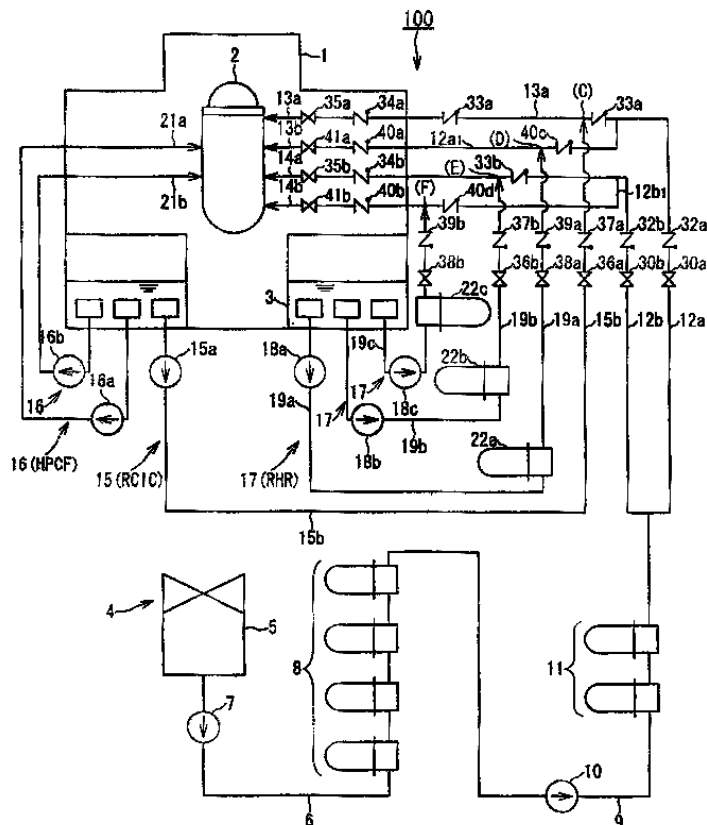 100
2
1
13a
35a
34a
33a
13a
(C)
33a
21a
13b
41a
40a
12a1
(D)
40c
14a
35b
34b
(E)
33b
21b
14b
41b
40b
(F)
40d
12b1
39b
37b
39a
37a
32b
32a
38b
36b
38a
36a
30b
30a
3
22c
19b
19a
15b
12b
12a
16b
15a
18a
19c
22b
16
16a
17
18c
19a
17
19b
22a
18b
16(HPCF)
15(RCIC)
17(RHR)
15b
4
5
8
11
7
10
6
9